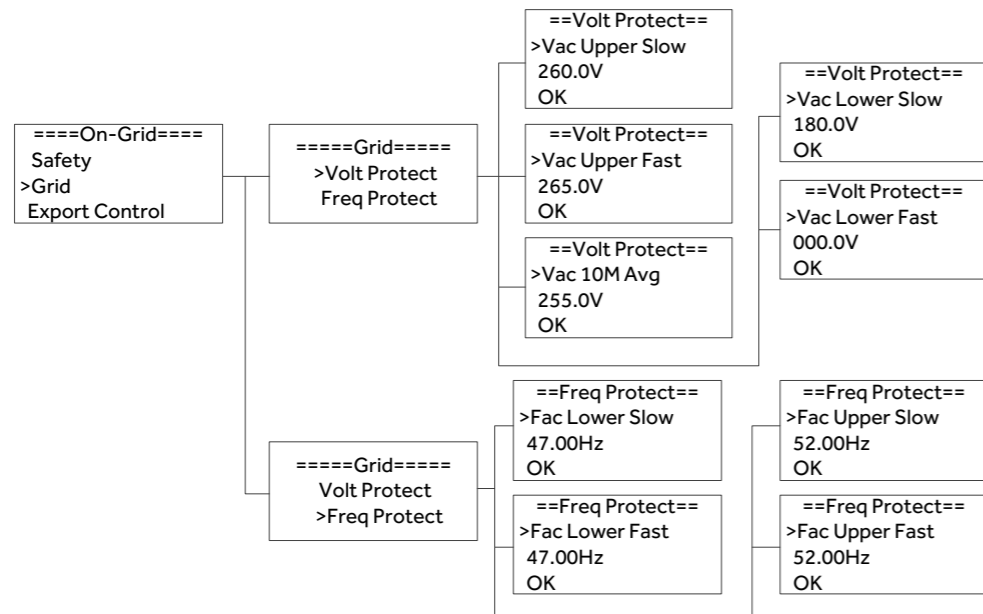 ====On-Grid====
Safety
>Grid
Export Control
=====Grid=====
>Volt Protect
Freq Protect
==Volt Protect==
>Vac Upper Slow
260.0V
OK
==Volt Protect==
>Vac Upper Fast
265.0V
OK
==Volt Protect==
>Vac 10M Avg
255.0V
OK
==Volt Protect==
>Vac Lower Slow
180.0V
OK
==Volt Protect==
>Vac Lower Fast
000.0V
OK
=====Grid=====
Volt Protect
>Freq Protect
==Freq Protect==
>Fac Lower Slow
47.00Hz
OK
==Freq Protect==
>Fac Lower Fast
47.00Hz
OK
==Freq Protect==
>Fac Upper Slow
52.00Hz
OK
==Freq Protect==
>Fac Upper Fast
52.00Hz
OK